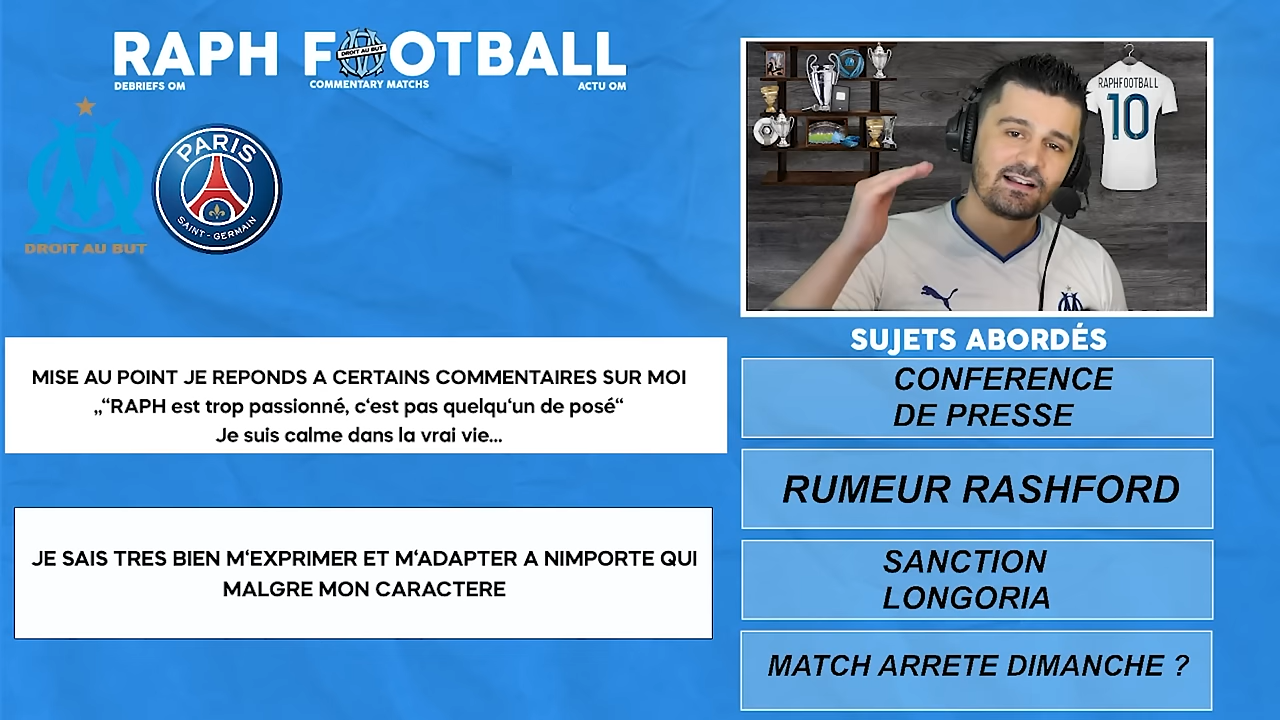 RAPH FOOTBALL
DROIT AU BUT
DEBRIEFS OM
COMMENTARY MATCHS
ACTU OM
DROIT AU BUT
PARIS
SAINT-GERMAIN
RAPHFOOTBALL
10
MISE AU POINT JE REPONDS A CERTAINS COMMENTAIRES SUR MOI
„“RAPH est trop passionné, c‘est pas quelqu‘un de posé“
Je suis calme dans la vrai vie...
JE SAIS TRES BIEN M‘EXPRIMER ET M‘ADAPTER A NIMPORTE QUI
MALGRE MON CARACTERE
SUJETS ABORDÉS
CONFERENCE
DE PRESSE
RUMEUR RASHFORD
SANCTION
LONGORIA
MATCH ARRETE DIMANCHE ?